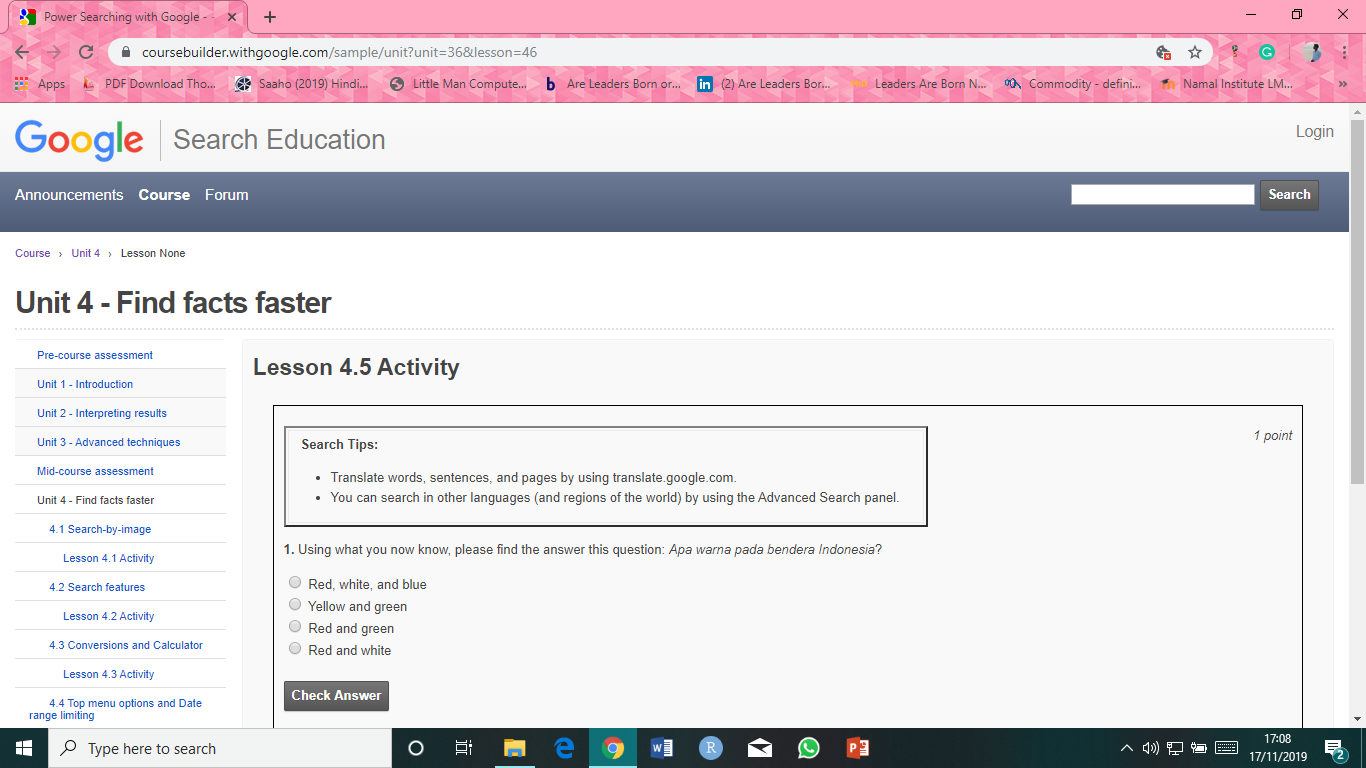 Power Searching with Google -
coursebuilder.withgoogle.com/sample/unit?unit=36&lesson=46
Apps
PDF Download Tho...
Saaho (2019) Hindi...
Little Man Compute...
b
Are Leaders Born or...
in
(2) Are Leaders Bor...
Leaders Are Born N...
Commodity - defini...
Namal Institute LM...
»
Google
Search Education
Login
Announcements Course Forum
Search
Course › Unit 4 › Lesson None
Unit 4 - Find facts faster
Pre-course assessment
Unit 1 - Introduction
Unit 2 - Interpreting results
Unit 3 - Advanced techniques
Mid-course assessment
Unit 4 - Find facts faster
4.1 Search-by-image
Lesson 4.1 Activity
4.2 Search features
Lesson 4.2 Activity
4.3 Conversions and Calculator
Lesson 4.3 Activity
4.4 Top menu options and Date
range limiting
Lesson 4.5 Activity
1 point
Search Tips:
• Translate words, sentences, and pages by using translate.google.com.
• You can search in other languages (and regions of the world) by using the Advanced Search panel.
1. Using what you now know, please find the answer this question: Apa warna pada bendera Indonesia?
Red, white, and blue
Yellow and green
Red and green
Red and white
Check Answer
Type here to search
17:08
17/11/2019
2